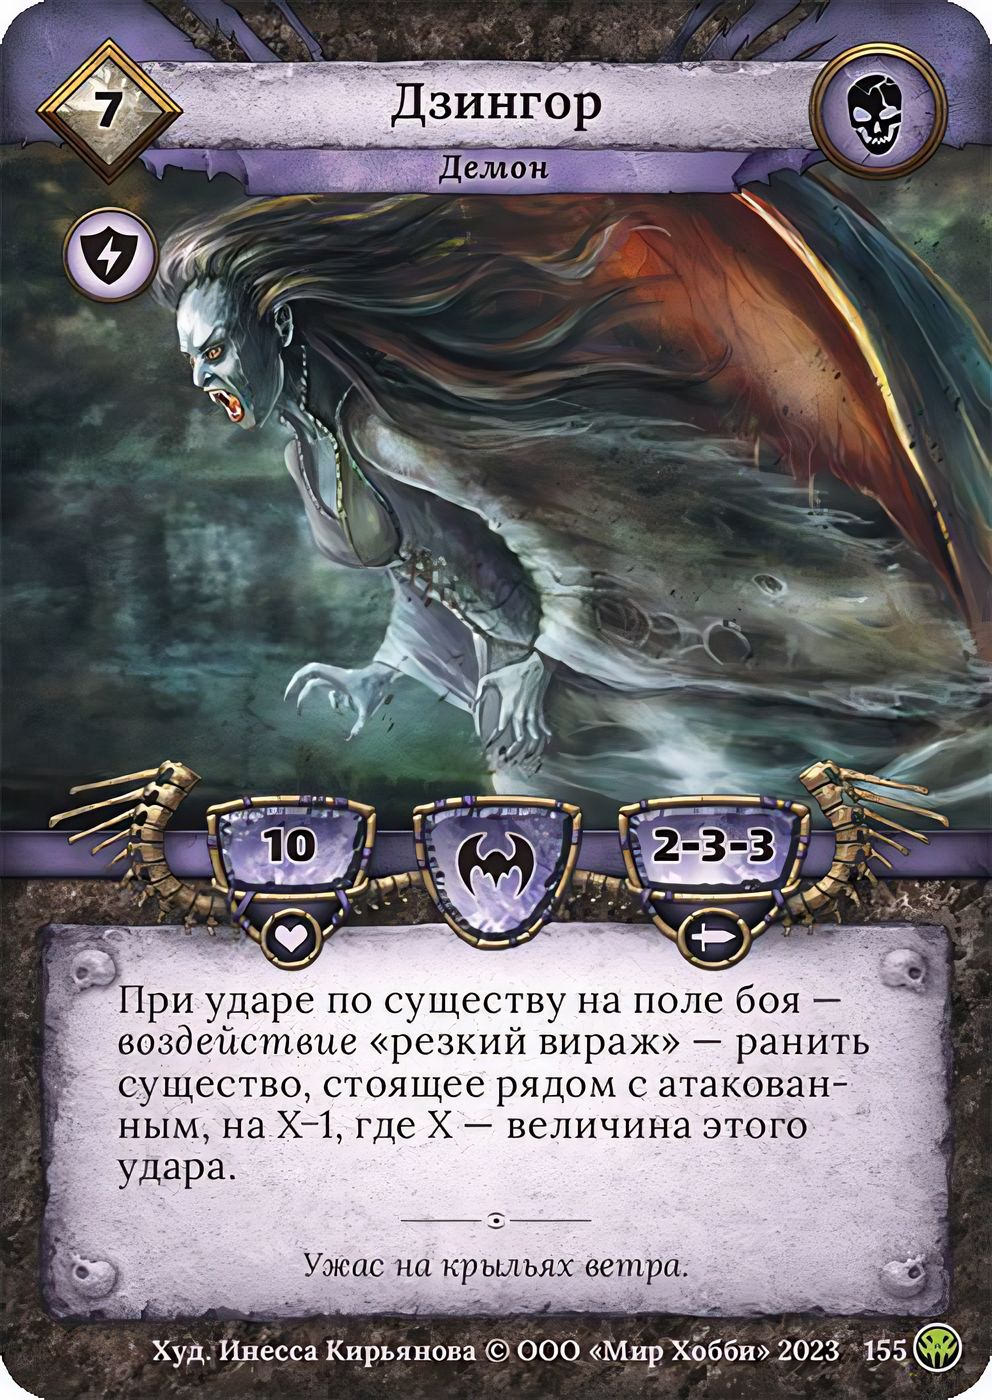 7
Дзингор
Демон
10
2-3-3
При ударе по существу на поле боя —
воздействие «резкий вираж» — ранить
существо, стоящее рядом с атакован-
ным, на X-1, где X — величина этого
удара.
Ужас на крыльях ветра.
Худ. Инесса Кирьянова © ООО «Мир Хобби» 2023 155